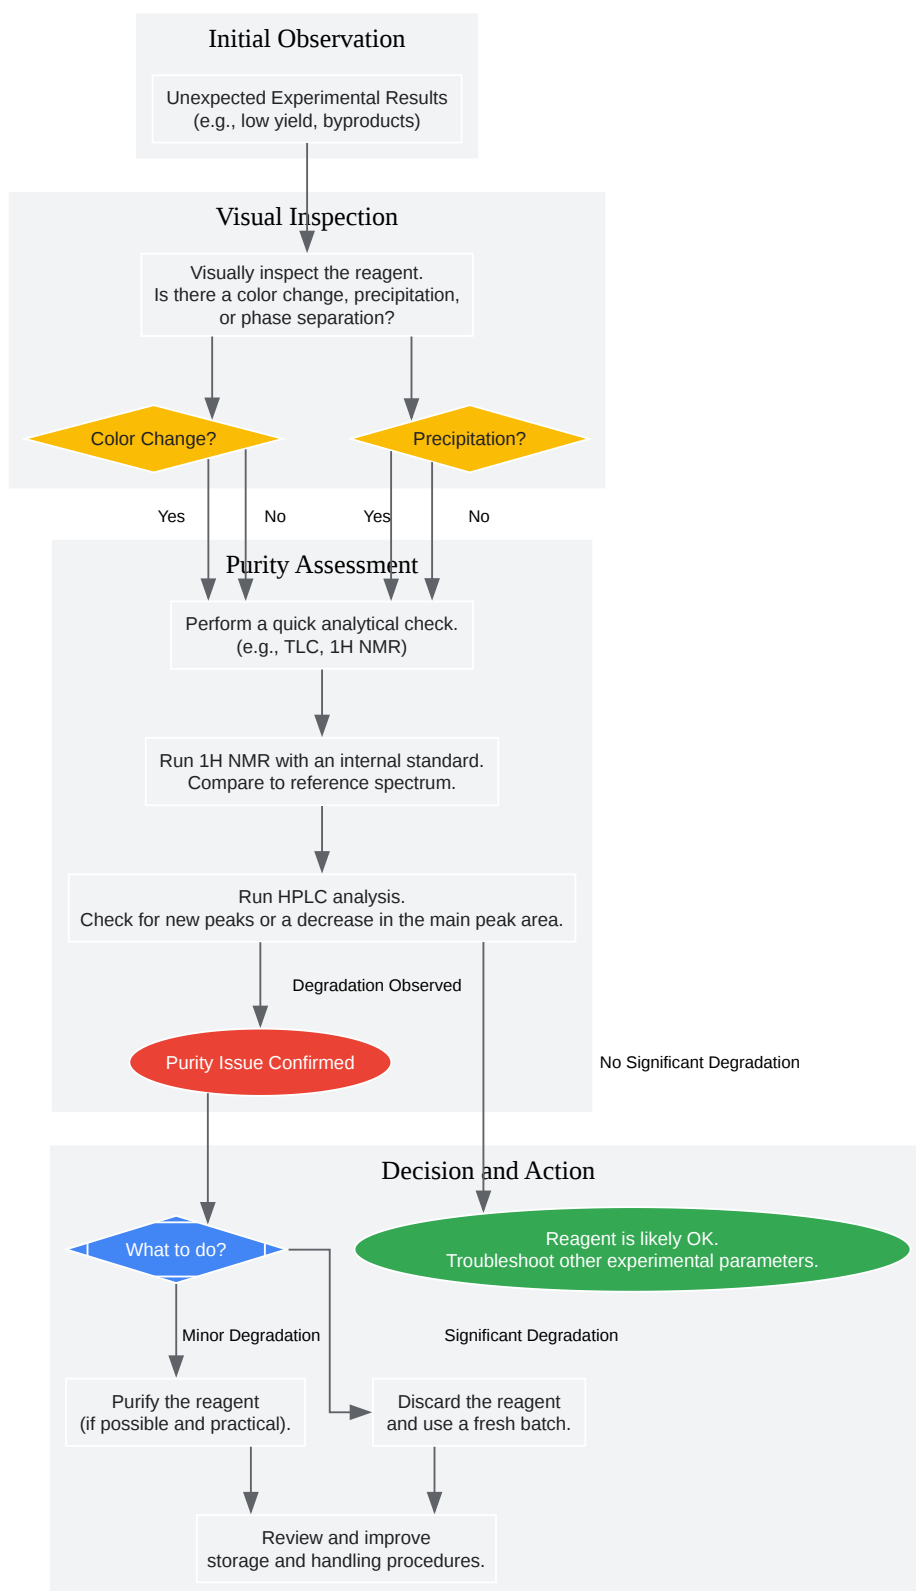 Initial Observation
Unexpected Experimental Results
(e.g., low yield, byproducts)
Visual Inspection
Visually inspect the reagent.
Is there a color change, precipitation,
or phase separation?
Color Change?
Precipitation?
Yes
No
Yes
No
Purity Assessment
Perform a quick analytical check.
(e.g., TLC, 1H NMR)
Run 1H NMR with an internal standard.
Compare to reference spectrum.
Run HPLC analysis.
Check for new peaks or a decrease in the main peak area.
Degradation Observed
Purity Issue Confirmed
No Significant Degradation
Decision and Action
What to do?
Reagent is likely OK.
Troubleshoot other experimental parameters.
Minor Degradation
Significant Degradation
Purify the reagent
(if possible and practical).
Discard the reagent
and use a fresh batch.
Review and improve
storage and handling procedures.